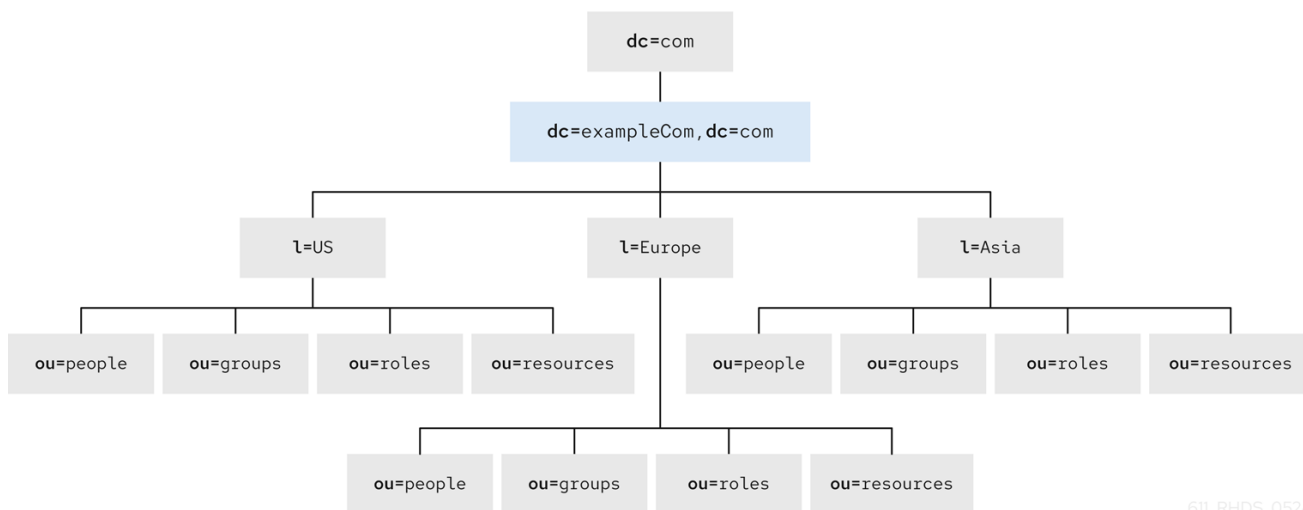 dc=com
dc=exampleCom,dc=com
l=US
l=Europe
l=Asia
ou=people
ou=groups
ou=roles
ou=resources
ou=people
ou=groups
ou=roles
ou=resources
ou=people
ou=groups
ou=roles
ou=resources
611_RHDS_052